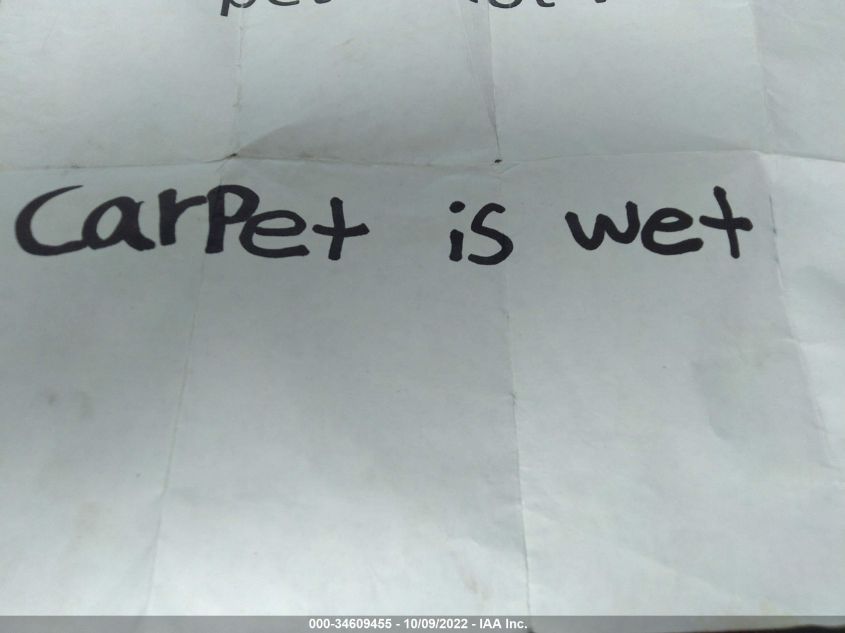 Carpet is wet
000-34609455 - 10/09/2022 - IAA Inc.